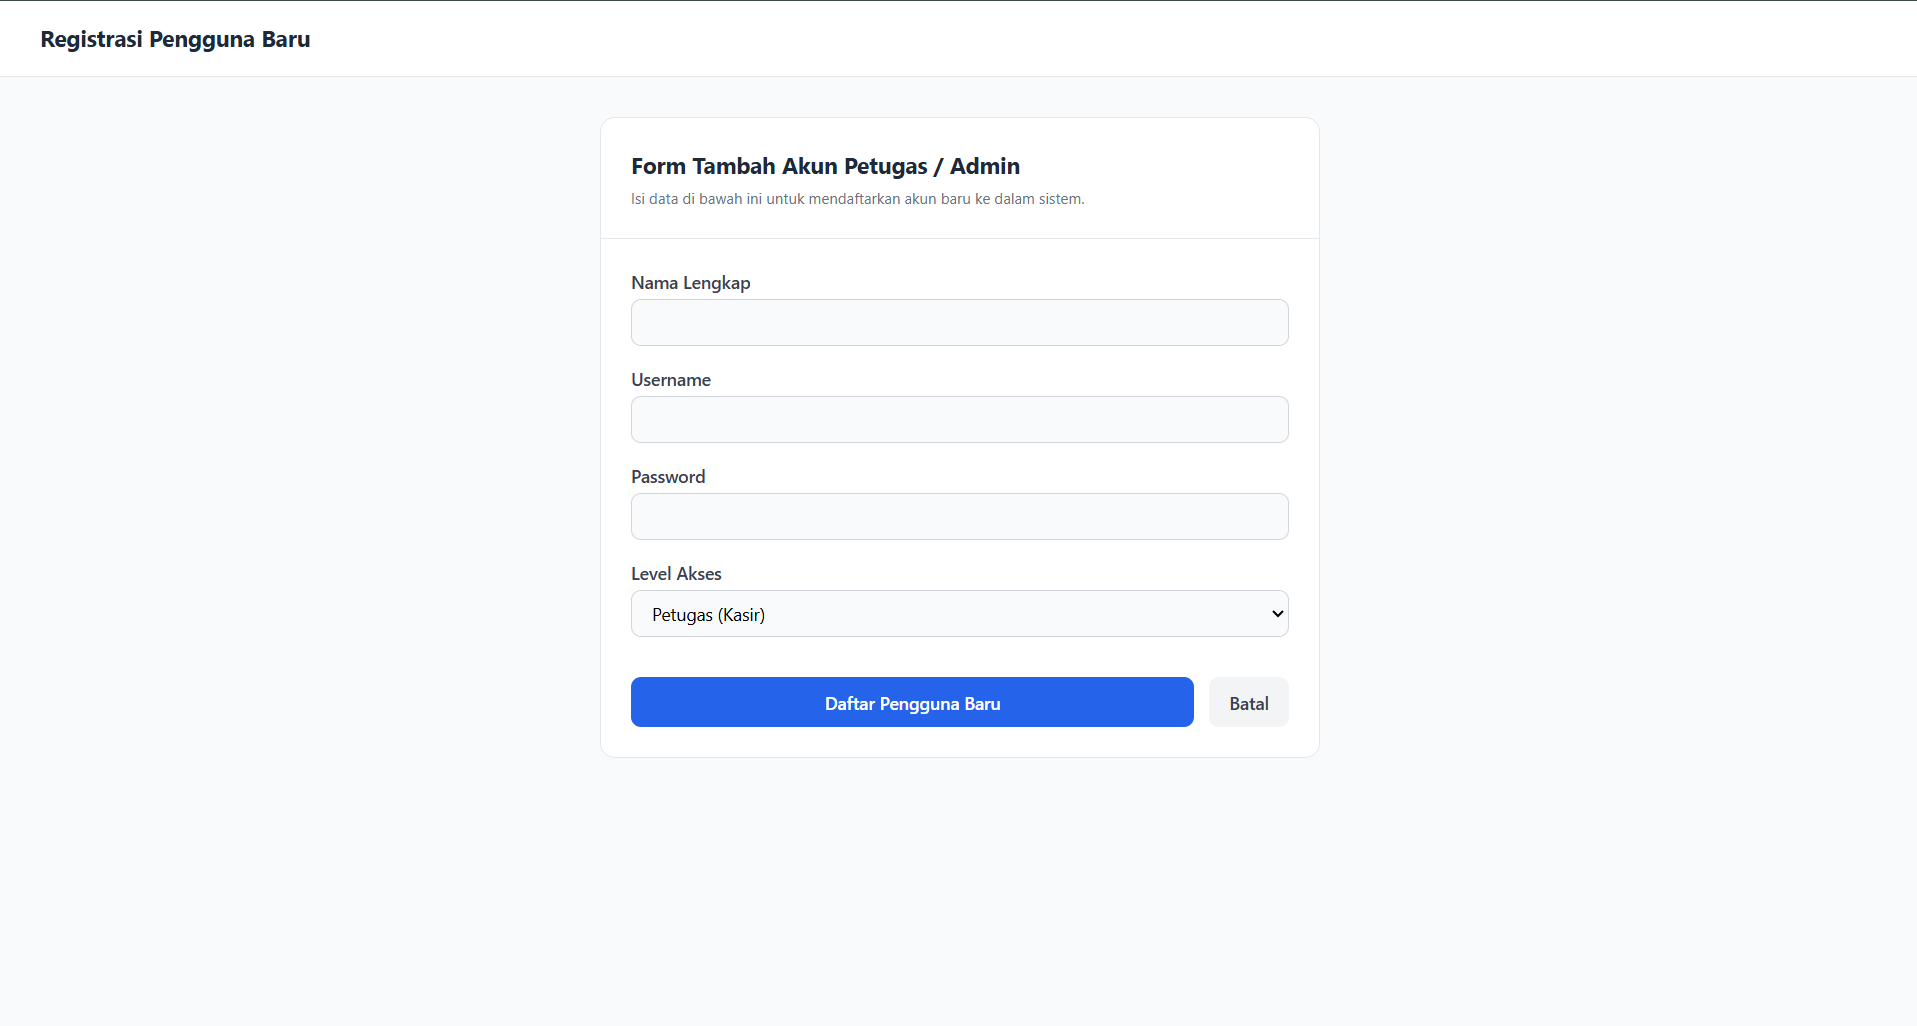 Registrasi Pengguna Baru
Form Tambah Akun Petugas / Admin
Isi data di bawah ini untuk mendaftarkan akun baru ke dalam sistem.
Nama Lengkap
Username
Password
Level Akses
Petugas (Kasir)
Daftar Pengguna Baru
Batal